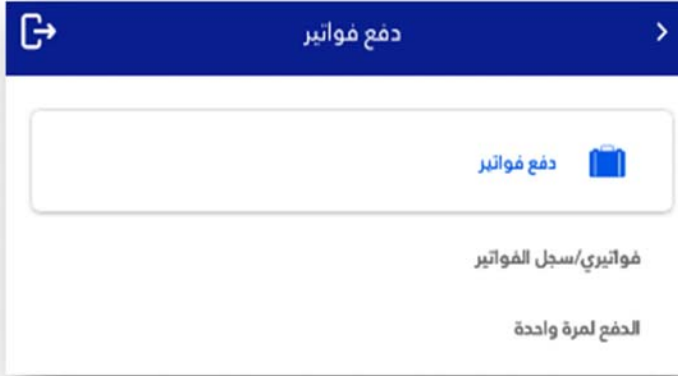 دفع فواتير
دفع فواتير
فواتيري/سجل الفواتير
الدفع لمرة واحدة